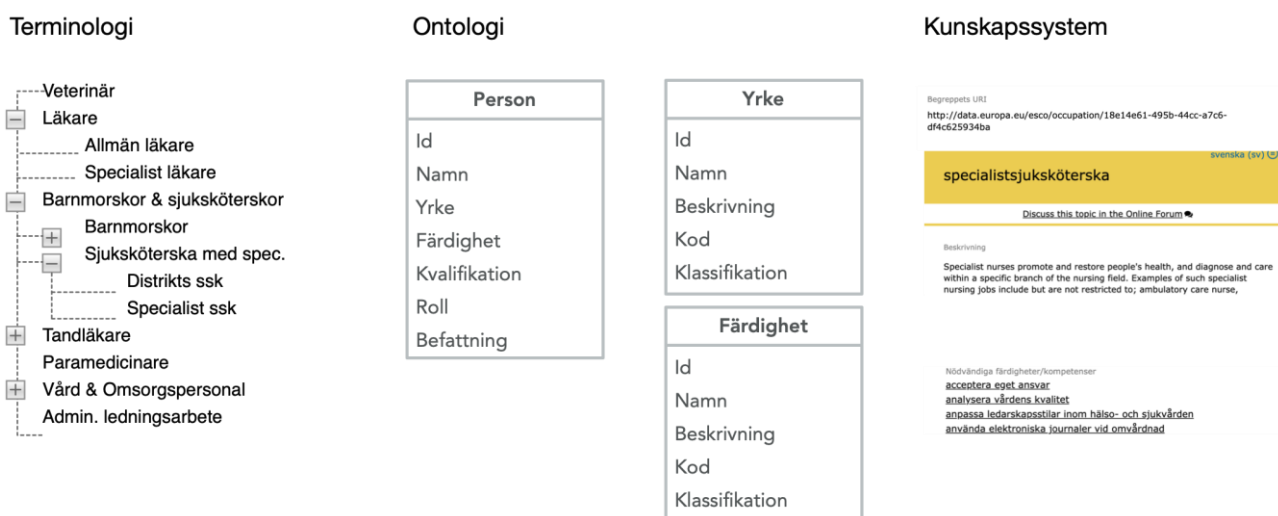 Terminologi
Veterinär
Läkare
Allmän läkare
Specialist läkare
Barnmorskor & sjuksköterskor
Barnmorskor
Sjuksköterska med spec.
Distrikts ssk
Specialist ssk
Tandläkare
Paramedicinare
Vård & Omsorgspersonal
Admin. ledningsarbete
Ontologi
Person
Id
Namn
Yrke
Färdighet
Kvalifikation
Roll
Befattning
Yrke
Id
Namn
Beskrivning
Kod
Klassifikation
Färdighet
Id
Namn
Beskrivning
Kod
Klassifikation
Kunskapssystem
Begreppets URI
http://data.europa.eu/esco/occupation/18e14e61-495b-44cc-a7c6-
df4c625934ba
svenska (sv)
specialistsjuksköterska
Discuss this topic in the Online Forum
Beskrivning
Specialist nurses promote and restore people's health, and diagnose and care
within a specific branch of the nursing field. Examples of such specialist
nursing jobs include but are not restricted to; ambulatory care nurse,
Nödvändiga färdigheter/kompetenser
acceptera eget ansvar
analysera vårdens kvalitet
anpassa ledarskapsstilar inom hälso- och sjukvården
använda elektroniska journaler vid omvårdnad